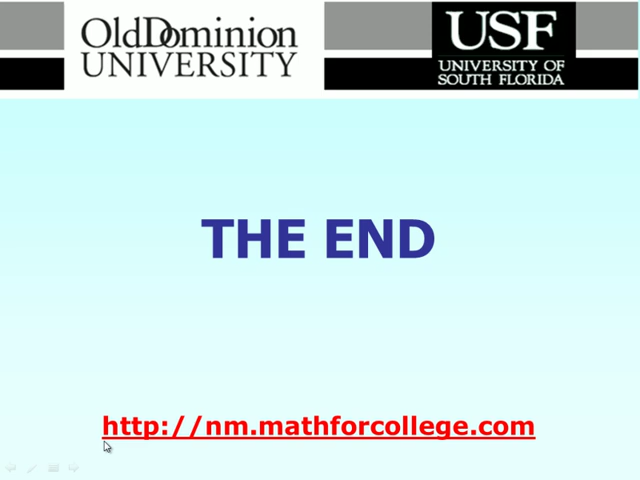 OldDominion
UNIVERSITY
USF
UNIVERSITY OF
SOUTH FLORIDA
THE END
http://nm.mathforcollege.com